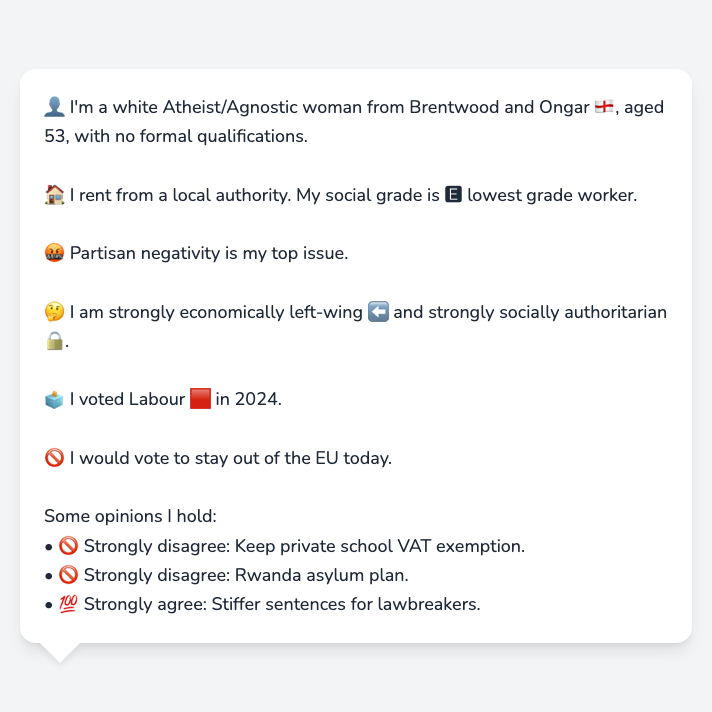 👤 I'm a white Atheist/Agnostic woman from Brentwood and Ongar 🏴󠁧󠁢󠁥󠁮󠁧󠁿, aged
53, with no formal qualifications.
🏠 I rent from a local authority. My social grade is 🅴 lowest grade worker.
🤬 Partisan negativity is my top issue.
🤔 I am strongly economically left-wing ⬅️ and strongly socially authoritarian
🔒.
🗳️ I voted Labour 🟥 in 2024.
🚫 I would vote to stay out of the EU today.
Some opinions I hold:
• 🚫 Strongly disagree: Keep private school VAT exemption.
• 🚫 Strongly disagree: Rwanda asylum plan.
• 💯 Strongly agree: Stiffer sentences for lawbreakers.